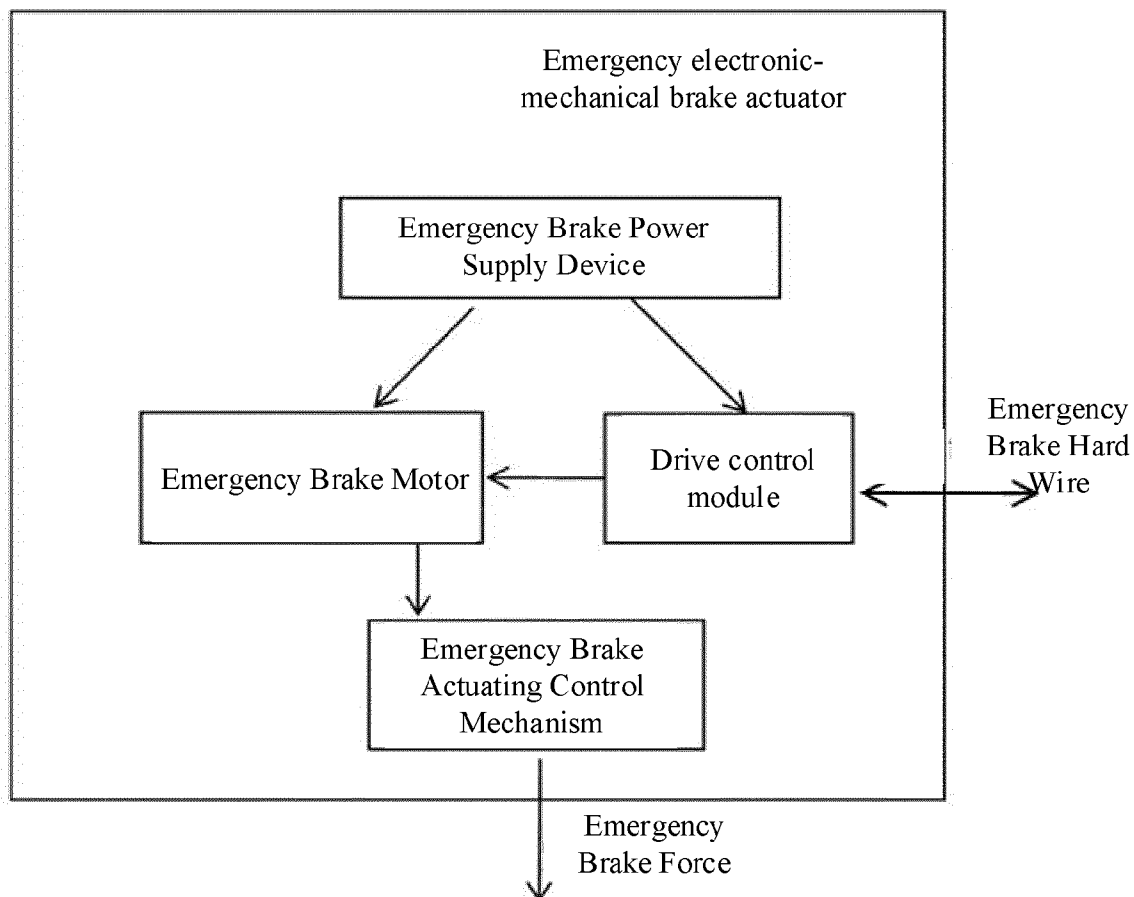 Emergency electronic-
mechanical brake actuator
Emergency Brake Power
Supply Device
Emergency Brake Motor
Drive control
module
Emergency
Brake Hard
Wire
Emergency Brake
Actuating Control
Mechanism
Emergency
Brake Force